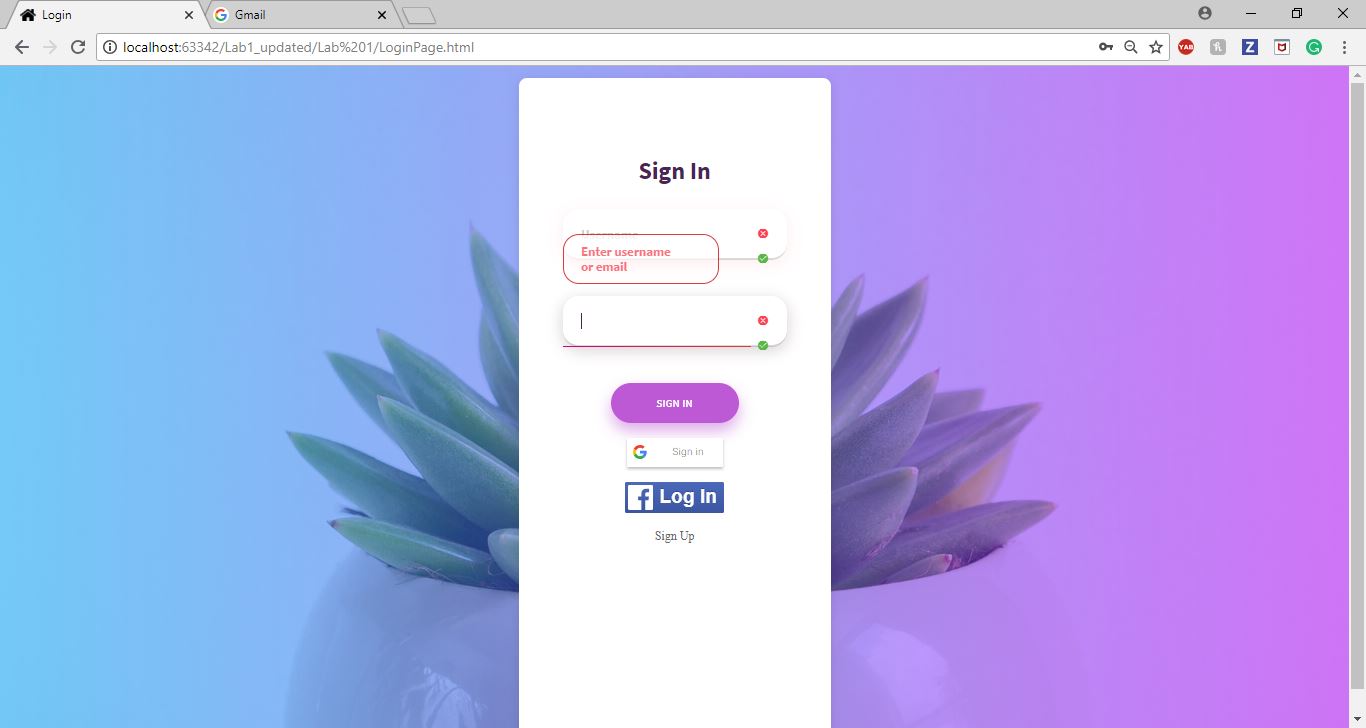 Login
Gmail
localhost:63342/Lab1_updated/Lab%201/LoginPage.html
YAB
Z
Sign In
Username
Enter username
or email
SIGN IN
Sign in
Log In
Sign Up